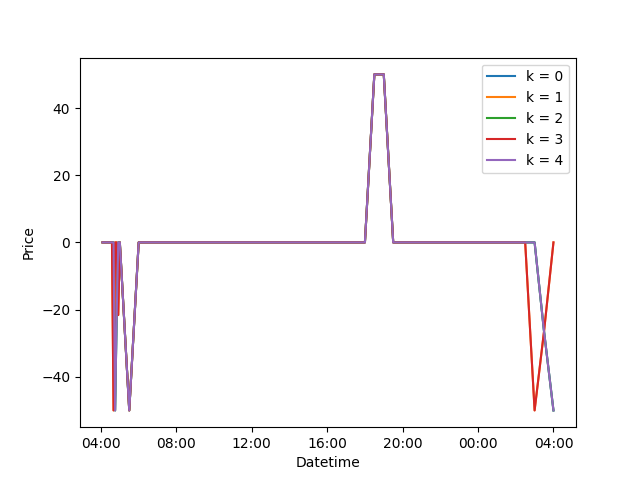 k = 0
k = 1
k = 2
k = 3
k = 4
40
20
0
−20
−40
Price
04:00 08:00 12:00 16:00 20:00 00:00 04:00
Datetime